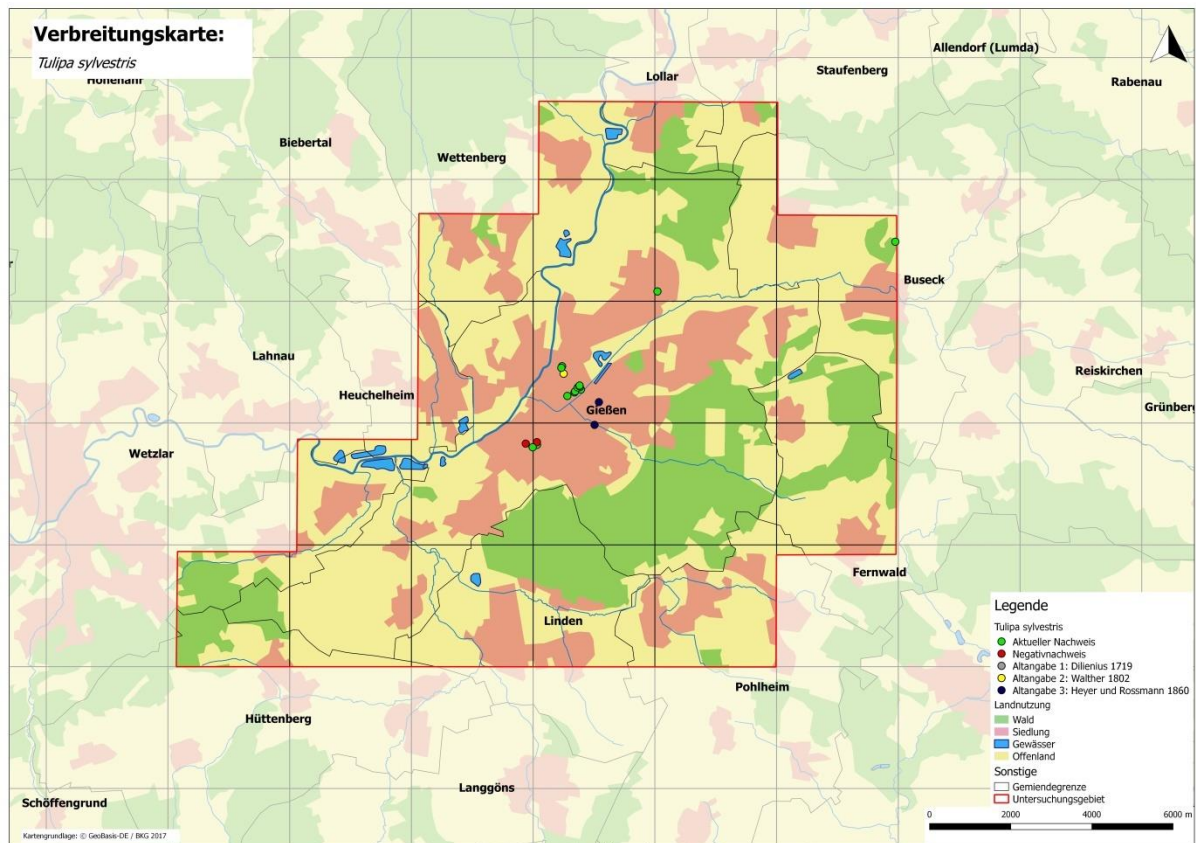 Verbreitungskarte:
Tulipa sylvestris
Hohenahr
Allendorf (Lumda)
Lollar
Staufenberg
Rabenau
Biebertal
Wettenberg
Buseck
Lahnau
Heuchelheim
Reiskirchen
Grünberg
Gießen
Wetzlar
Fernwald
Linden
Pohlheim
Hüttenberg
Langgöns
Schöffengrund
Legende
Tulipa sylvestris
Aktueller Nachweis
Negativnachweis
Altangabe 1: Dilienius 1719
Altangabe 2: Walther 1802
Altangabe 3: Heyer und Rossmann 1860
Landnutzung
Wald
Siedlung
Gewässer
Offenland
Sonstige
Gemiendegrenze
Untersuchungsgebiet
0 2000 4000 6000 m
Kartengrundlage: © GeoBasis-DE / BKG 2017